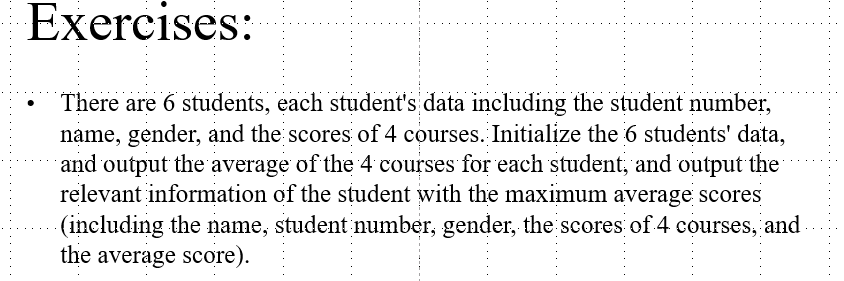 Exercises:
• There are 6 students, each student's data including the student number,
name, gender, and the scores of 4 courses. Initialize the 6 students' data,
and output the average of the 4 courses for each student, and output the
relevant information of the student with the maximum average scores
(including the name, student number, gender, the scores of 4 courses, and
the average score).